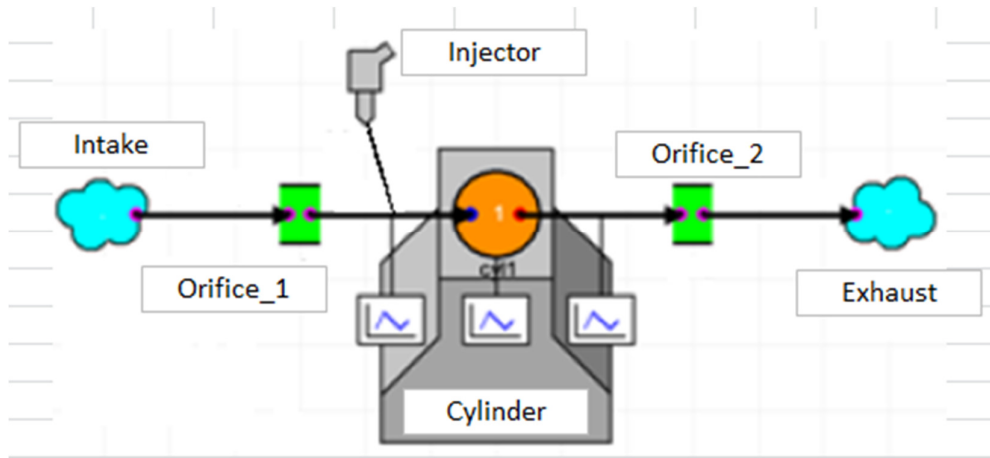 Injector
Intake
Orifice_2
1
cyl1
Orifice_1
Exhaust
Cylinder